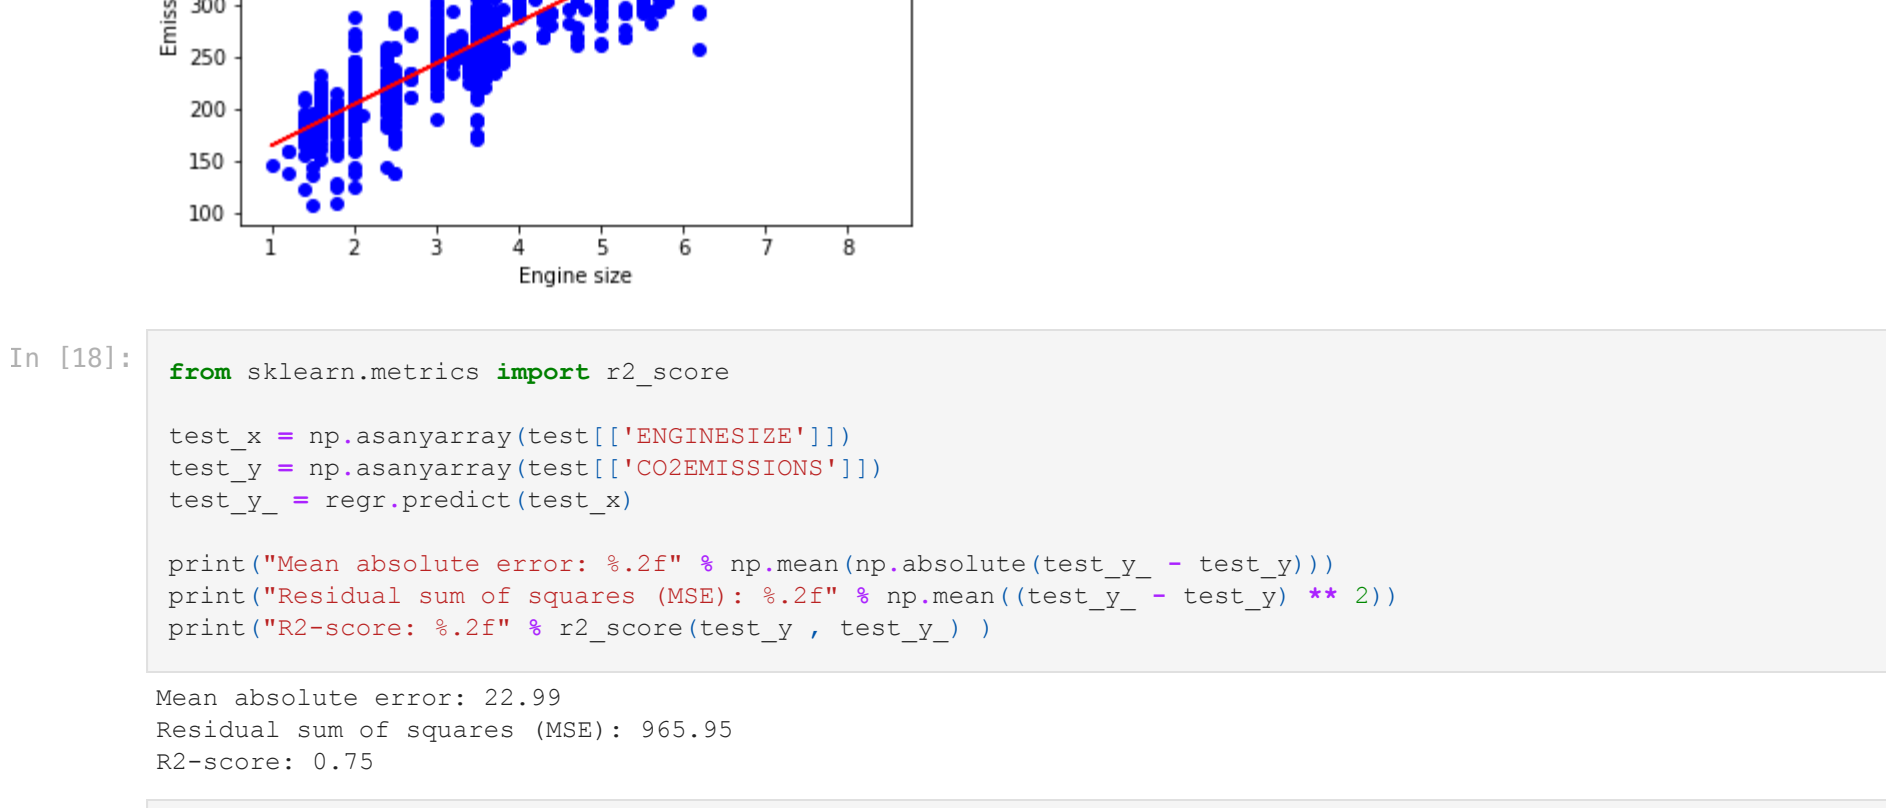 300
Emiss
250
200
150
100
1 2 3 4 5 6 7 8
Engine size
In [18]:
from sklearn.metrics import r2_score
test_x = np.asanyarray(test[['ENGINESIZE']])
test_y = np.asanyarray(test[['CO2EMISSIONS']])
test_y_ = regr.predict(test_x)
print("Mean absolute error: %.2f" % np.mean(np.absolute(test_y_ - test_y)))
print("Residual sum of squares (MSE): %.2f" % np.mean((test_y_ - test_y) ** 2))
print("R2-score: %.2f" % r2_score(test_y , test_y_) )
Mean absolute error: 22.99
Residual sum of squares (MSE): 965.95
R2-score: 0.75